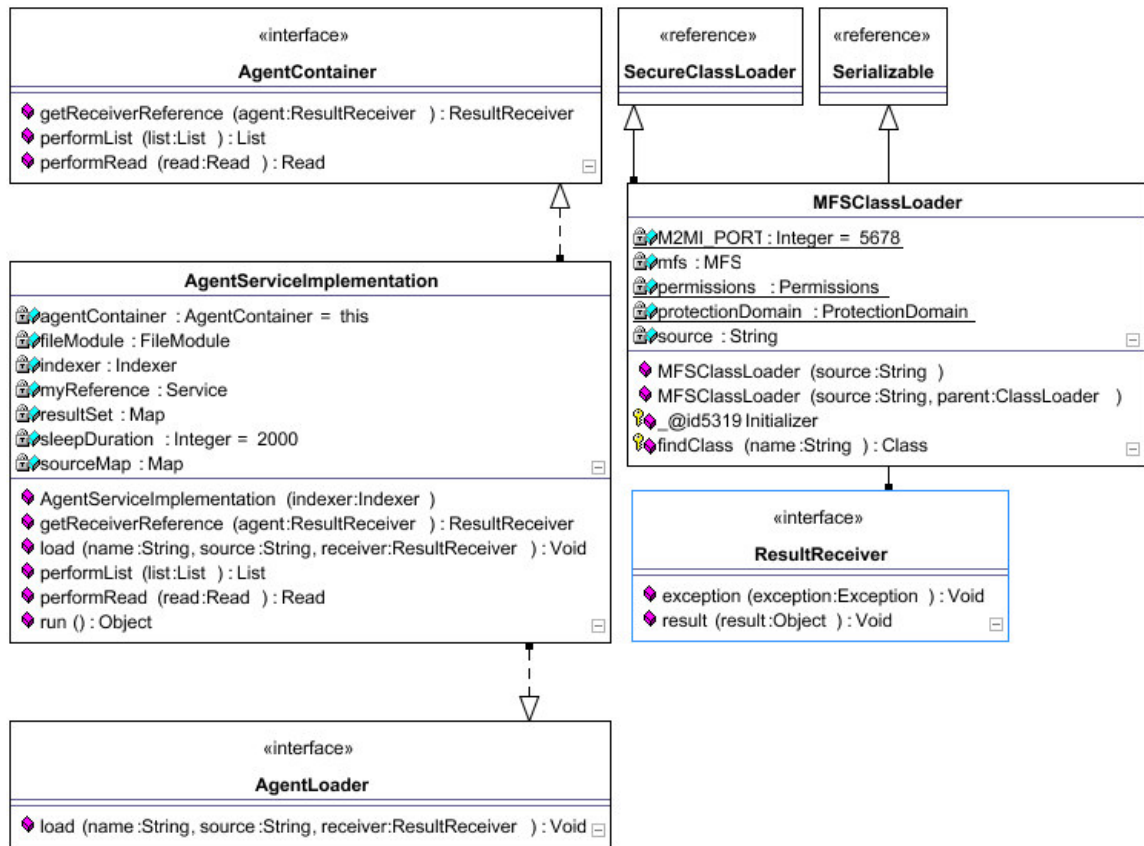 «interface»
AgentContainer
getReceiverReference (agent:ResultReceiver ) : ResultReceiver
performList (list:List ) : List
performRead (read:Read ) : Read
«reference»
SecureClassLoader
«reference»
Serializable
AgentServiceImplementation
agentContainer : AgentContainer = this
fileModule : FileModule
indexer : Indexer
myReference : Service
resultSet : Map
sleepDuration : Integer = 2000
sourceMap : Map
AgentServiceImplementation (indexer:Indexer )
getReceiverReference (agent:ResultReceiver ) : ResultReceiver
load (name:String, source:String, receiver:ResultReceiver ) : Void
performList (list:List ) : List
performRead (read:Read ) : Read
run () : Object
MFSClassLoader
M2MI_PORT : Integer = 5678
mfs : MFS
permissions : Permissions
protectionDomain : ProtectionDomain
source : String
MFSClassLoader (source:String )
MFSClassLoader (source:String, parent:ClassLoader )
_@id5319 Initializer
findClass (name:String ) : Class
«interface»
ResultReceiver
exception (exception:Exception ) : Void
result (result:Object ) : Void
«interface»
AgentLoader
load (name:String, source:String, receiver:ResultReceiver ) : Void